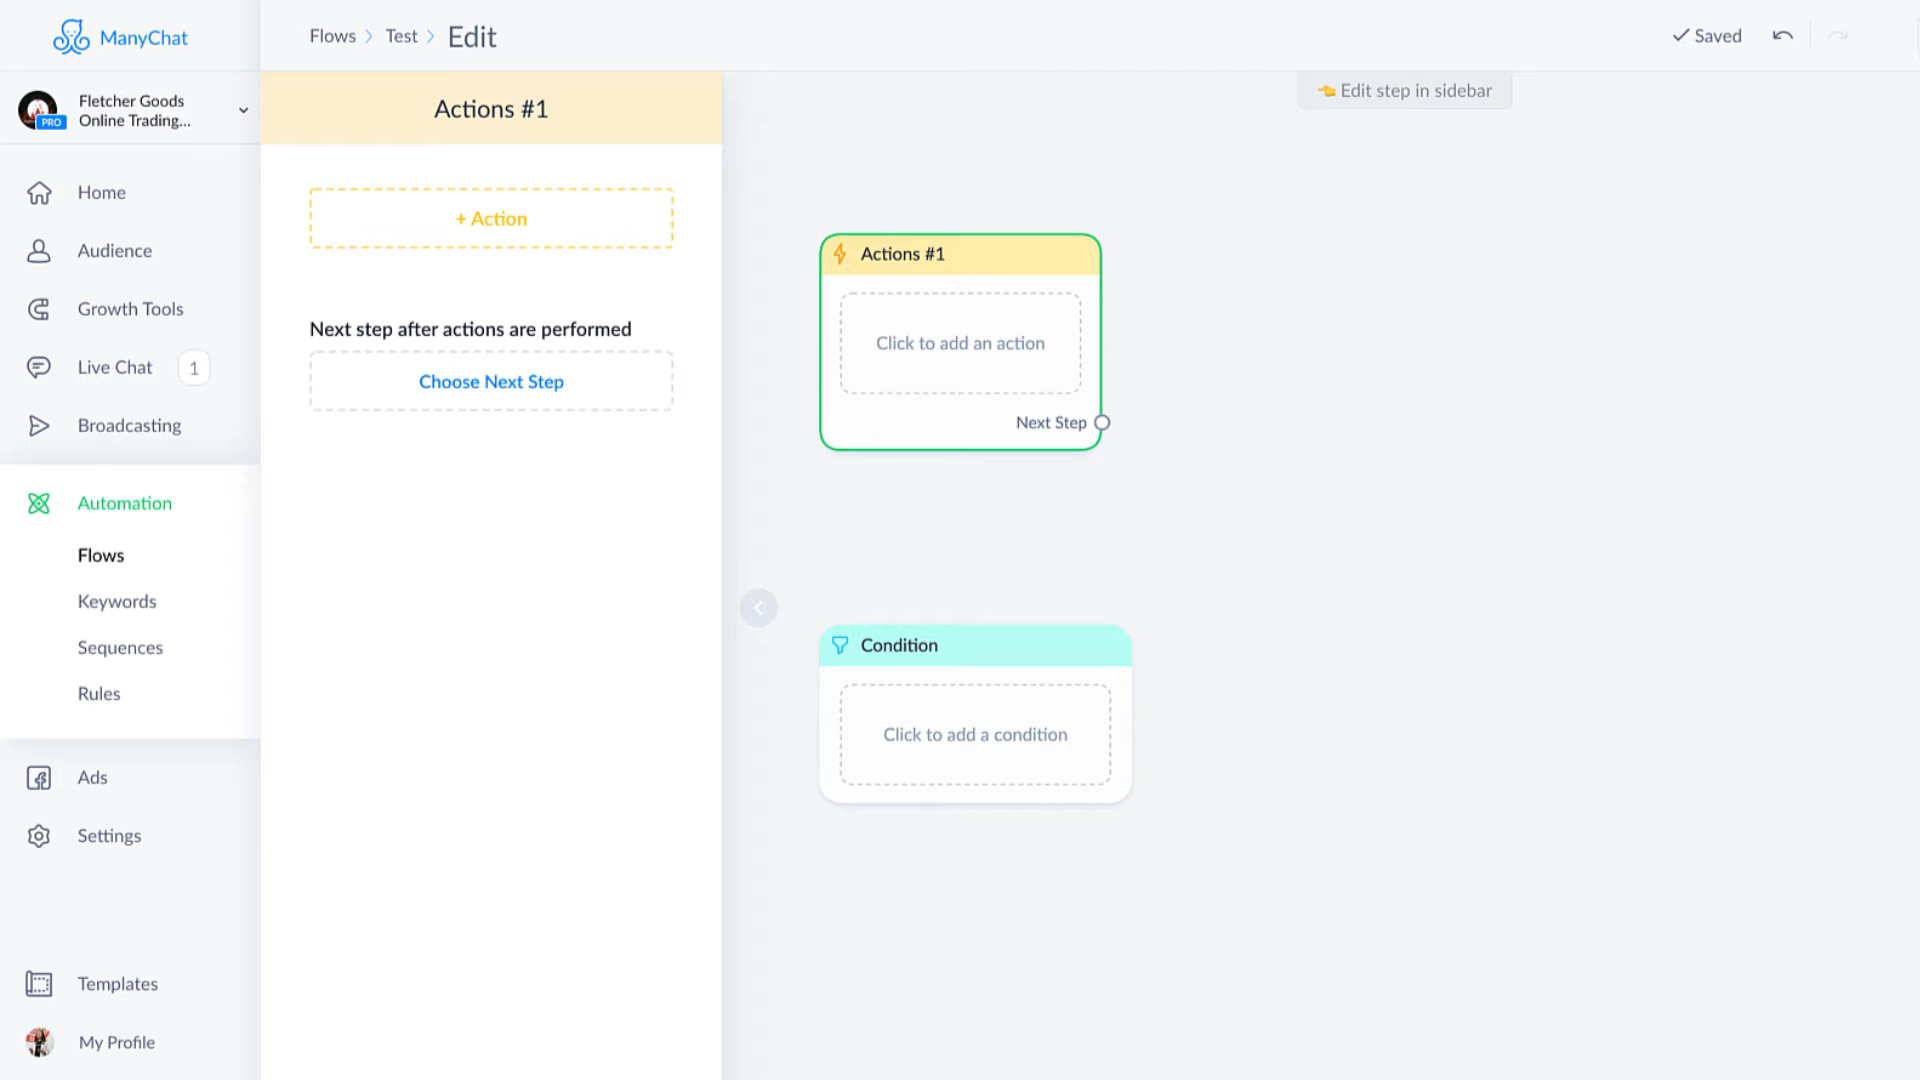 ManyChat
Flows
Test
Edit
Saved
Fletcher Goods
Online Trading...
PRO
Home
Audience
Growth Tools
Live Chat
1
Broadcasting
Automation
Flows
Keywords
Sequences
Rules
Ads
Settings
Templates
My Profile
Actions #1
+ Action
Next step after actions are performed
Choose Next Step
Edit step in sidebar
Actions #1
Click to add an action
Next Step
Condition
Click to add a condition